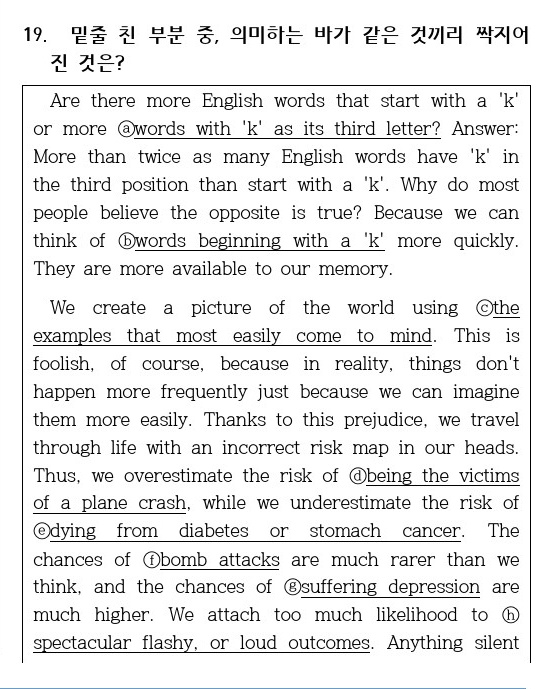 19. 밑줄 친 부분 중, 의미하는 바가 같은 것끼리 짝지어
진 것은?
Are there more English words that start with a 'k'
or more ⓐwords with 'k' as its third letter? Answer:
More than twice as many English words have 'k' in
the third position than start with a 'k'. Why do most
people believe the opposite is true? Because we can
think of ⓑwords beginning with a 'k' more quickly.
They are more available to our memory.
We create a picture of the world using ⓒthe
examples that most easily come to mind. This is
foolish, of course, because in reality, things don't
happen more frequently just because we can imagine
them more easily. Thanks to this prejudice, we travel
through life with an incorrect risk map in our heads.
Thus, we overestimate the risk of ⓓbeing the victims
of a plane crash, while we underestimate the risk of
ⓔdying from diabetes or stomach cancer. The
chances of ⓕbomb attacks are much rarer than we
think, and the chances of ⓖsuffering depression are
much higher. We attach too much likelihood to ⓗ
spectacular flashy, or loud outcomes. Anything silent